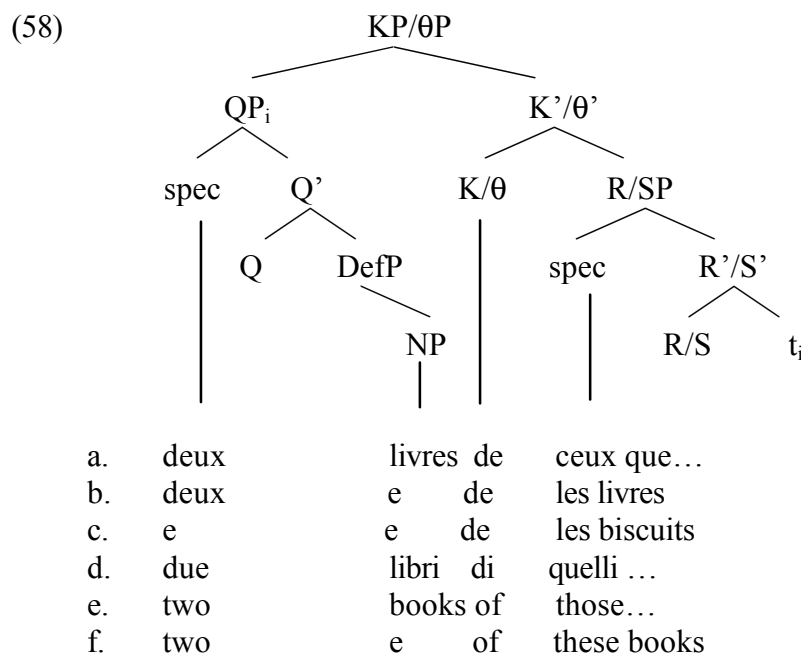 (58) KP/θP
QPᵢ K’/θ’
spec Q’ K/θ R/SP
Q DefP spec R’/S’
NP R/S tᵢ
a. deux livres de ceux que…
b. deux e de les livres
c. e e de les biscuits
d. due libri di quelli …
e. two books of those…
f. two e of these books